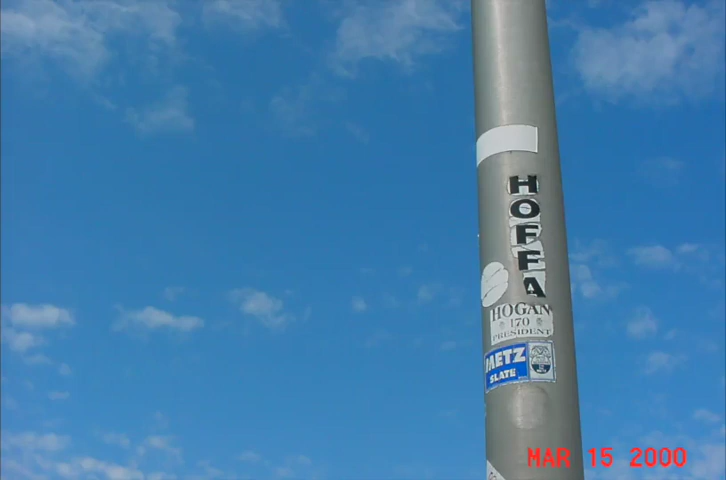 HOFFA
HOGAN
170
PRESIDENT
METZ
SLATE
MAR 15 2000